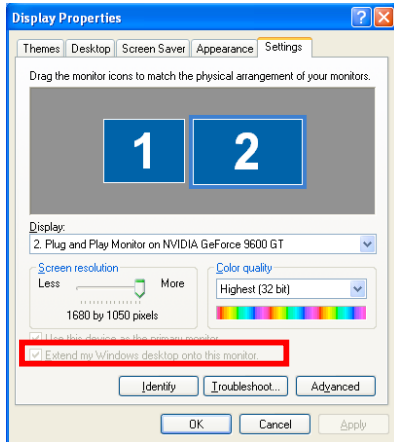 Display Properties
Themes Desktop Screen Saver Appearance Settings
Drag the monitor icons to match the physical arrangement of your monitors.
1 2
Display:
2. Plug and Play Monitor on NVIDIA GeForce 9600 GT
Screen resolution
Less More
1680 by 1050 pixels
Color quality
Highest (32 bit)
Use this device as the primary monitor.
Extend my Windows desktop onto this monitor.
Identify Troubleshoot... Advanced
OK Cancel Apply